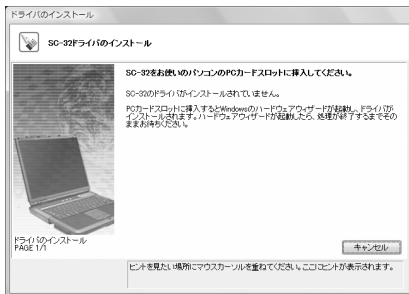 ドライバのインストール
SC-32ドライバのインストール
SC-32をお使いのパソコンのPCカードスロットに挿入してください。
SC-32のドライバがインストールされていません。
PCカードスロットに挿入するとWindowsのハードウェアウィザードが起動し、ドライバが
インストールされます。ハードウェアウィザードが起動したら、処理が終了するまでその
ままお待ちください。
ドライバのインストール
PAGE 1/1
キャンセル
ヒントを見たい場所にマウスカーソルを重ねてください。ここにヒントが表示されます。